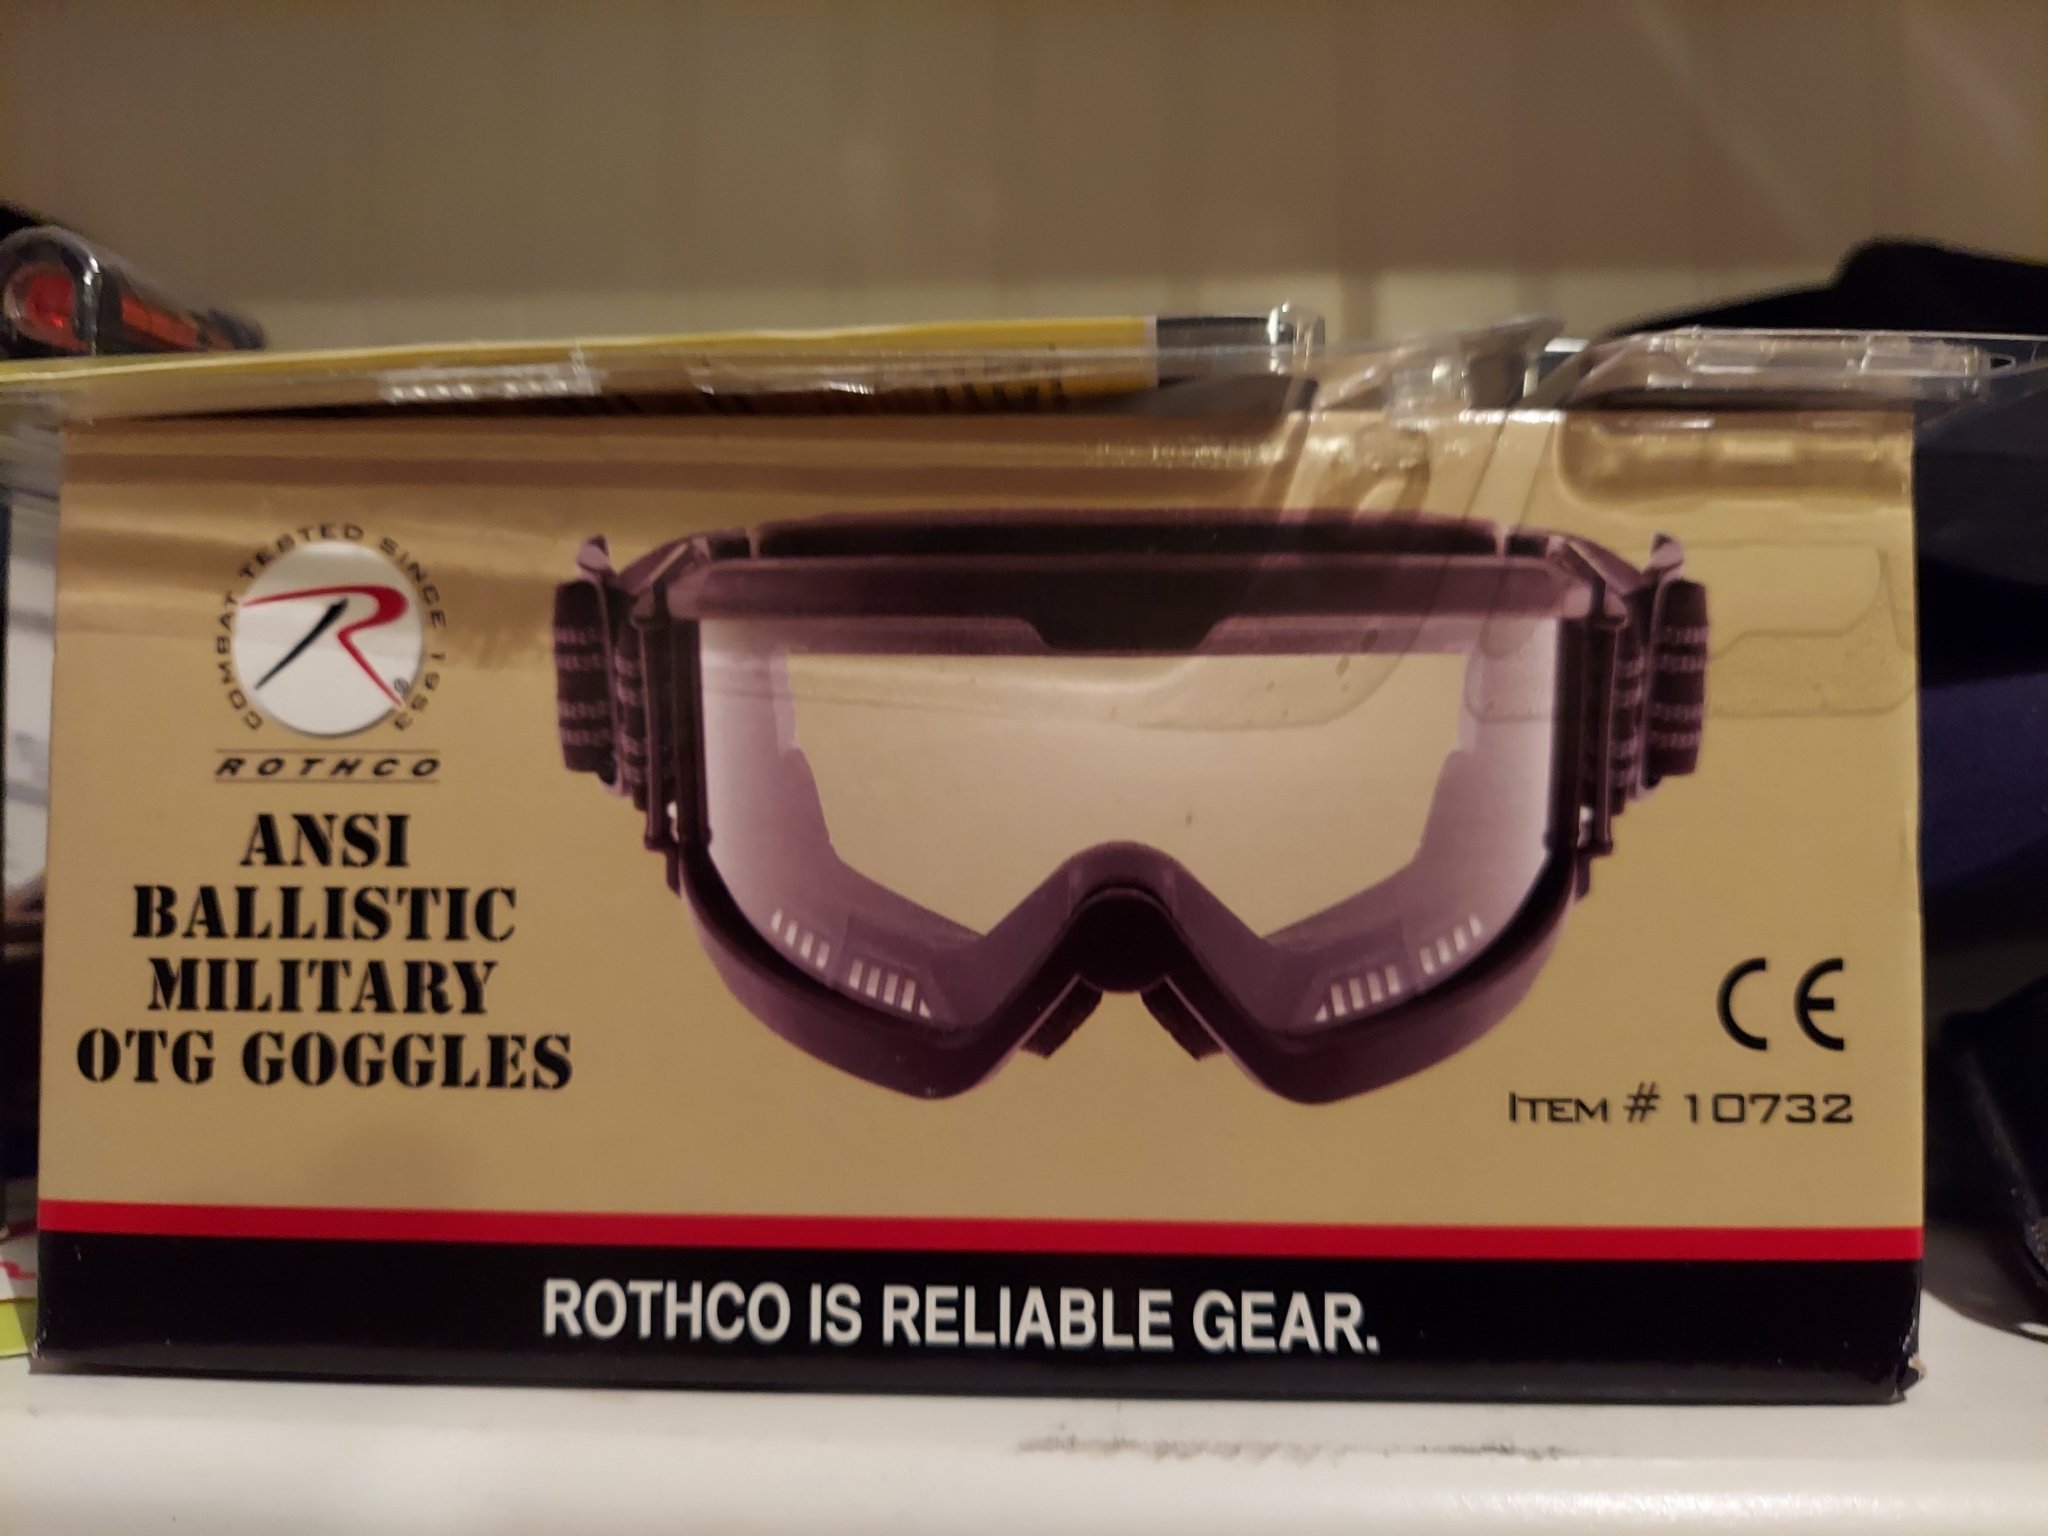 COMBAT TESTED SINCE 1953
R®
ROTHCO
ANSI
BALLISTIC
MILITARY
OTG GOGGLES
CE
ITEM # 10732
ROTHCO IS RELIABLE GEAR.